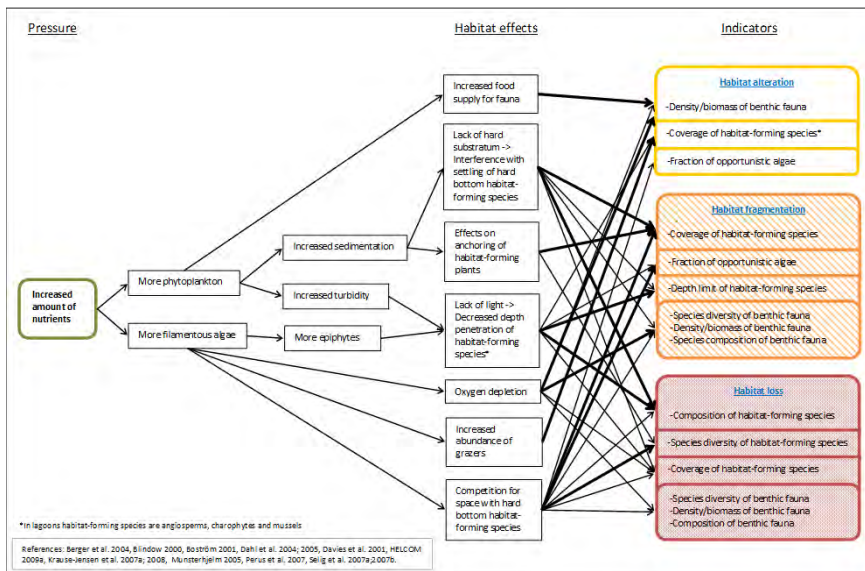 Pressure
Habitat effects
Indicators
Increased
amount of
nutrients
More phytoplankton
More filamentous algae
Increased sedimentation
Increased turbidity
More epiphytes
Increased food
supply for fauna
Lack of hard
substratum ->
Interference with
settling of hard
bottom habitat-
forming species
Effects on
anchoring of
habitat-forming
plants
Lack of light ->
Decreased depth
penetration of
habitat-forming
species*
Oxygen depletion
Increased
abundance of
grazers
Competition for
space with hard
bottom habitat-
forming species
Habitat alteration
-Density/biomass of benthic fauna
-Coverage of habitat-forming species*
-Fraction of opportunistic algae
Habitat fragmentation
-Coverage of habitat-forming species
-Fraction of opportunistic algae
-Depth limit of habitat-forming species
-Species diversity of benthic fauna
-Density/biomass of benthic fauna
-Species composition of benthic fauna
Habitat loss
-Composition of habitat-forming species
-Species diversity of habitat-forming species
-Coverage of habitat-forming species
-Species diversity of benthic fauna
-Density/biomass of benthic fauna
-Composition of benthic fauna
*In lagoons habitat-forming species are angiosperms, charophytes and mussels
References: Berger et al. 2004, Blindow 2000, Boström 2001, Dahl et al. 2004; 2005, Davies et al. 2001, HELCOM
2009a, Krause-Jensen et al. 2007a; 2008, Munsterhjelm 2005, Perus et al, 2007, Selig et al. 2007a;2007b.